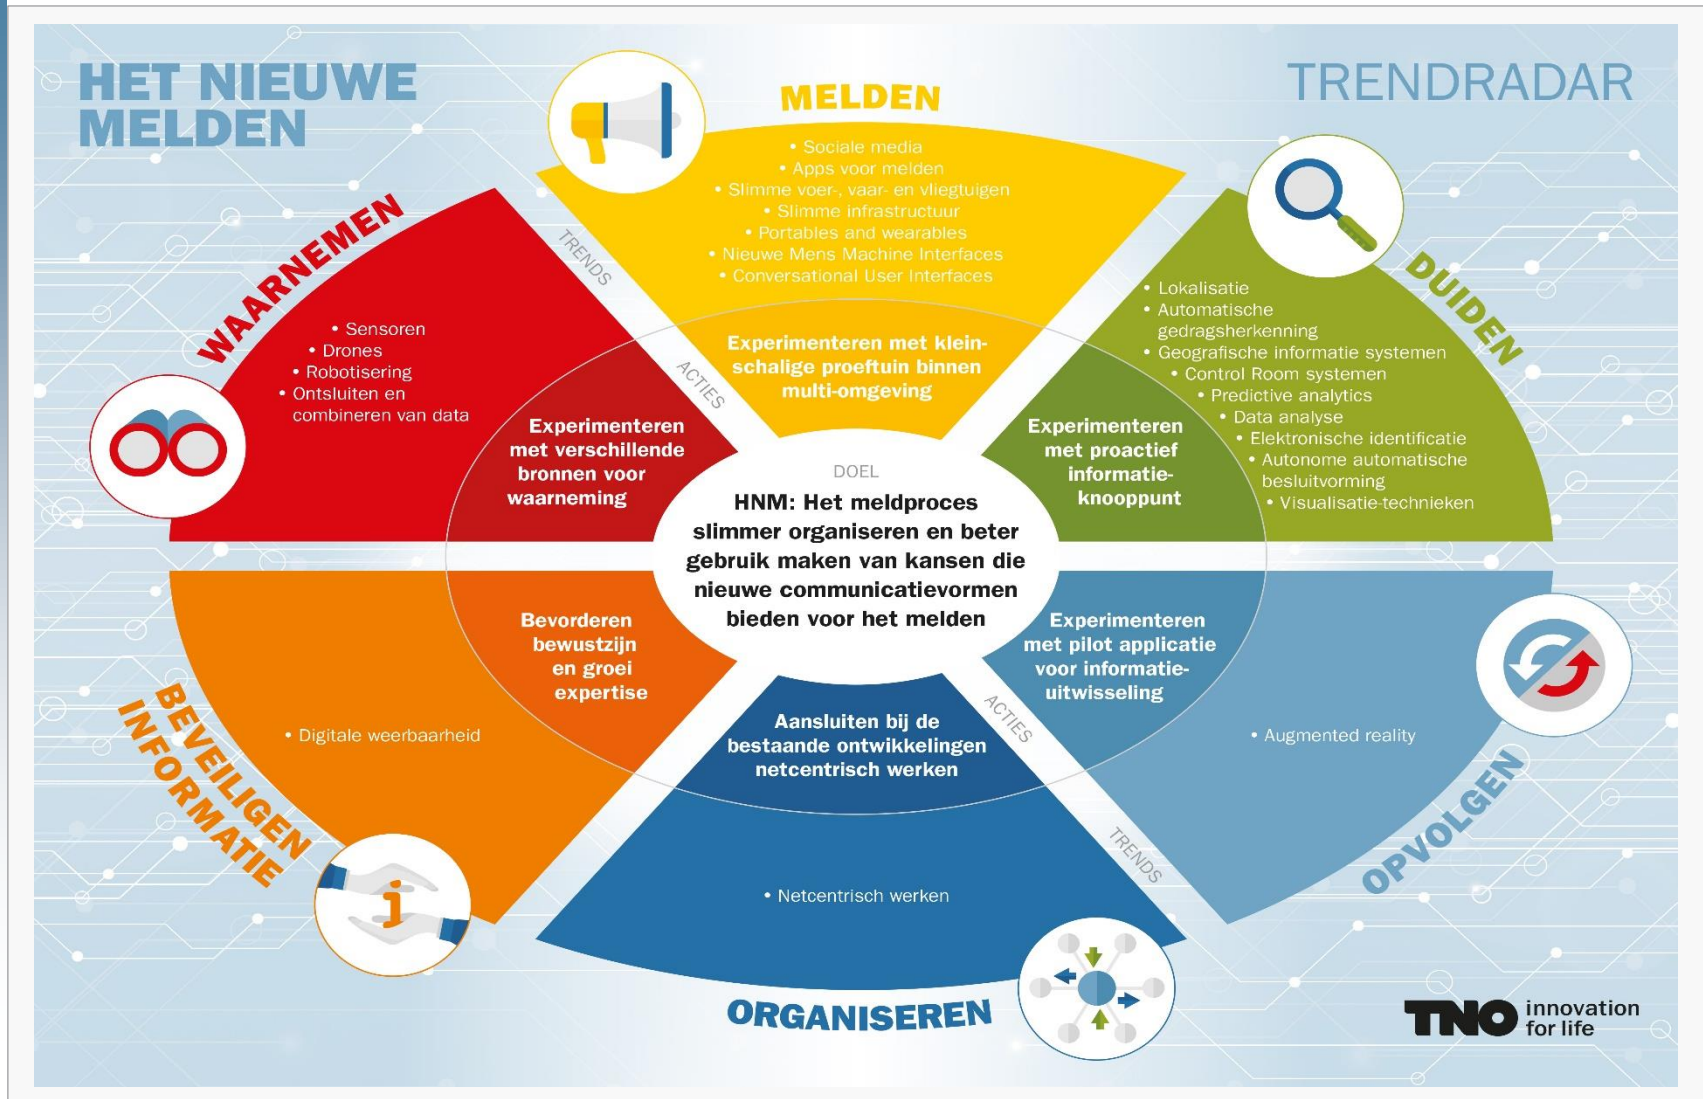 HET NIEUWE
MELDEN
TRENDRADAR
MELDEN
• Sociale media
• Apps voor melden
• Slimme voer-, vaar- en vliegtuigen
• Slimme infrastructuur
• Portables and wearables
• Nieuwe Mens Machine Interfaces
• Conversational User Interfaces
Experimenteren met klein-
schalige proeftuin binnen
multi-omgeving
DUIDEN
• Lokalisatie
• Automatische
gedragsherkenning
• Geografische informatie systemen
• Control Room systemen
• Predictive analytics
• Data analyse
• Elektronische identificatie
• Autonome automatische
besluitvorming
• Visualisatie-technieken
Experimenteren
met proactief
informatie-
knooppunt
WAARNEMEN
• Sensoren
• Drones
• Robotisering
• Ontsluiten en
combineren van data
Experimenteren
met verschillende
bronnen voor
waarneming
TRENDS
ACTIES
DOEL
HNM: Het meldproces
slimmer organiseren en beter
gebruik maken van kansen die
nieuwe communicatievormen
bieden voor het melden
Bevorderen
bewustzijn
en groei
expertise
• Digitale weerbaarheid
BEVEILIGEN
INFORMATIE
i
Aansluiten bij de
bestaande ontwikkelingen
netcentrisch werken
• Netcentrisch werken
ORGANISEREN
Experimenteren
met pilot applicatie
voor informatie-
uitwisseling
• Augmented reality
OPVOLGEN
ACTIES
TRENDS
TNO innovation
for life